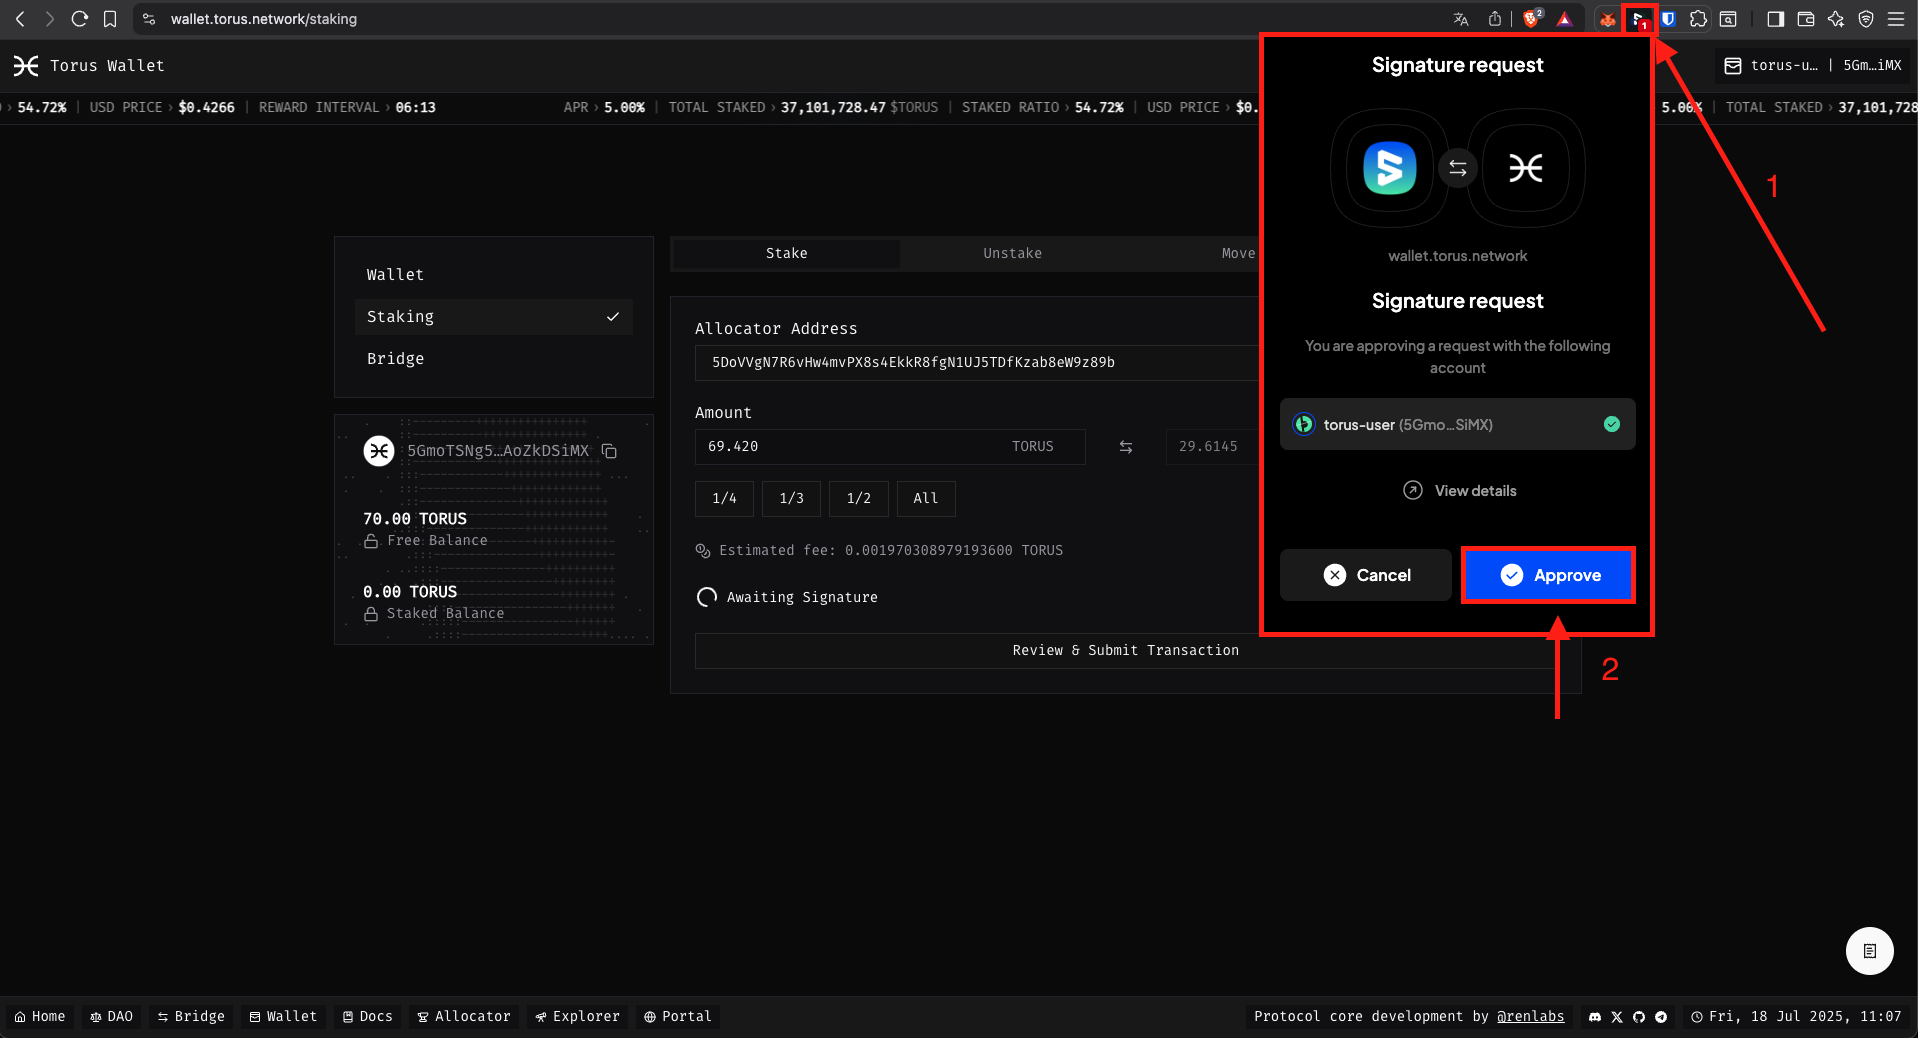 wallet.torus.network/staking
2
1
Torus Wallet
torus-u… | 5Gm…iMX
› 54.72% | USD PRICE › $0.4266 | REWARD INTERVAL › 06:13 APR › 5.00% | TOTAL STAKED › 37,101,728.47 $TORUS | STAKED RATIO › 54.72% | USD PRICE › $0. 5.00% | TOTAL STAKED › 37,101,728
Signature request
1
wallet.torus.network
Signature request
You are approving a request with the following
account
torus-user (5Gmo...SiMX)
View details
Cancel
Approve
2
Wallet
Staking
Bridge
5GmoTSNg5…AoZkDSiMX
70.00 TORUS
Free Balance
0.00 TORUS
Staked Balance
Stake
Unstake
Move
Allocator Address
5DoVVgN7R6vHw4mvPX8s4EkkR8fgN1UJ5TDfKzab8eW9z89b
Amount
69.420 TORUS
29.6145
1/4 1/3 1/2 All
Estimated fee: 0.001970308979193600 TORUS
Awaiting Signature
Review & Submit Transaction
Home DAO Bridge Wallet Docs Allocator Explorer Portal
Protocol core development by @renlabs
Fri, 18 Jul 2025, 11:07